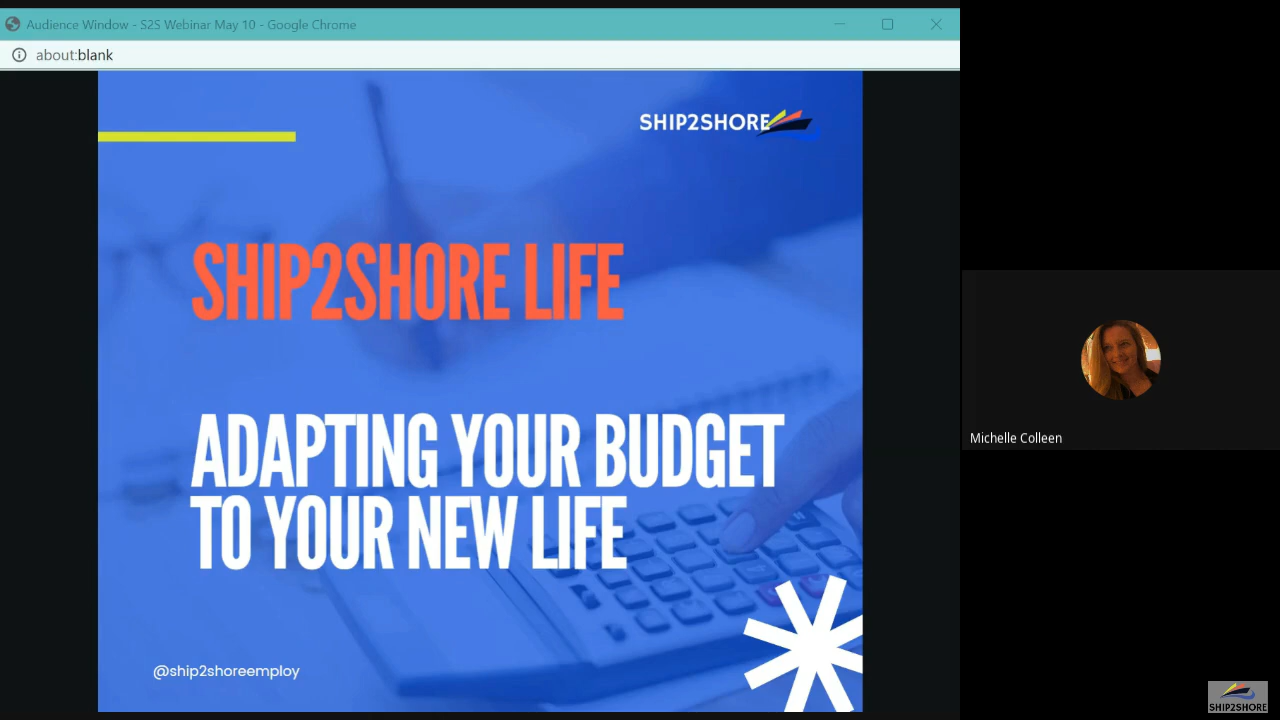 Audience Window - S2S Webinar May 10 - Google Chrome
about:blank
SHIP2SHORE
SHIP2SHORE LIFE
ADAPTING YOUR BUDGET
TO YOUR NEW LIFE
@ship2shoreemploy
Michelle Colleen
SHIP2SHORE